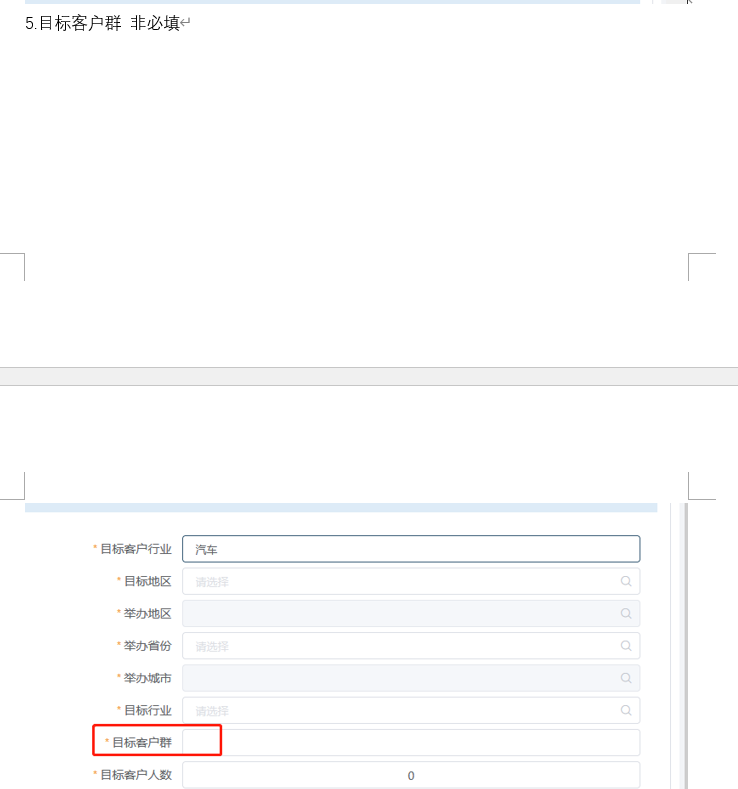 5.目标客户群 非必填↵
*目标客户行业 汽车
*目标地区 请选择
*举办地区
*举办省份 请选择
*举办城市
*目标行业 请选择
*目标客户群
*目标客户人数 0